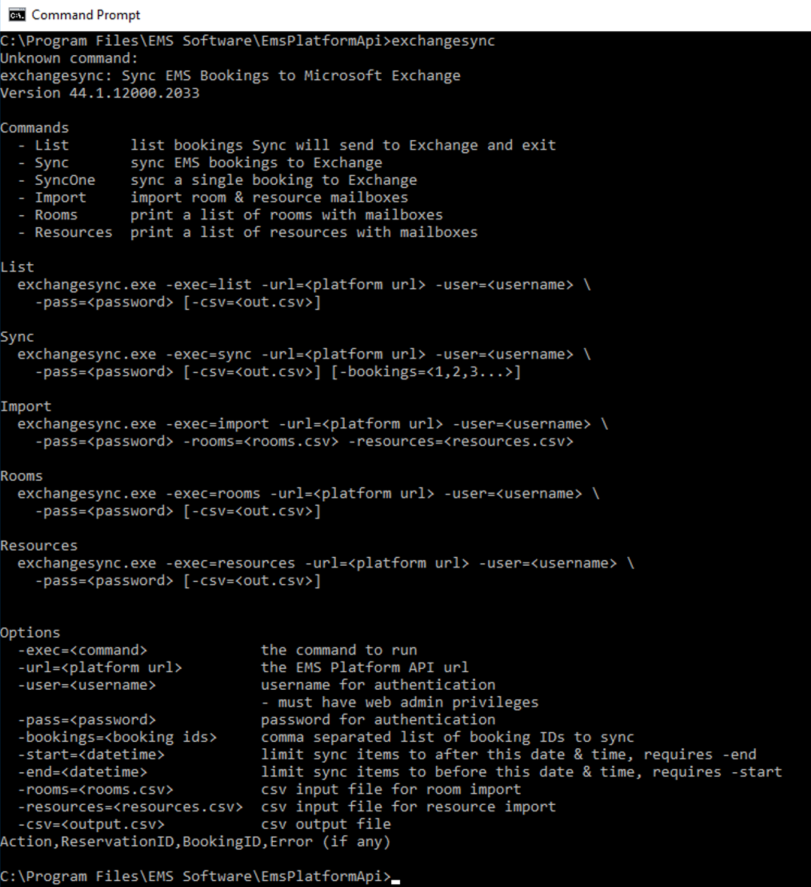 Command Prompt
C:\Program Files\EMS Software\EmsPlatformApi>exchangesync
Unknown command:
exchangesync: Sync EMS Bookings to Microsoft Exchange
Version 44.1.12000.2033
Commands
- List list bookings Sync will send to Exchange and exit
- Sync sync EMS bookings to Exchange
- SyncOne sync a single booking to Exchange
- Import import room & resource mailboxes
- Rooms print a list of rooms with mailboxes
- Resources print a list of resources with mailboxes
List
exchangesync.exe -exec=list -url=<platform url> -user=<username> \
-pass=<password> [-csv=<out.csv>]
Sync
exchangesync.exe -exec=sync -url=<platform url> -user=<username> \
-pass=<password> [-csv=<out.csv>] [-bookings=<1,2,3...>]
Import
exchangesync.exe -exec=import -url=<platform url> -user=<username> \
-pass=<password> -rooms=<rooms.csv> -resources=<resources.csv>
Rooms
exchangesync.exe -exec=rooms -url=<platform url> -user=<username> \
-pass=<password> [-csv=<out.csv>]
Resources
exchangesync.exe -exec=resources -url=<platform url> -user=<username> \
-pass=<password> [-csv=<out.csv>]
Options
-exec=<command> the command to run
-url=<platform url> the EMS Platform API url
-user=<username> username for authentication
- must have web admin privileges
-pass=<password> password for authentication
-bookings=<booking ids> comma separated list of booking IDs to sync
-start=<datetime> limit sync items to after this date & time, requires -end
-end=<datetime> limit sync items to before this date & time, requires -start
-rooms=<rooms.csv> csv input file for room import
-resources=<resources.csv> csv input file for resource import
-csv=<output.csv> csv output file
Action,ReservationID,BookingID,Error (if any)
C:\Program Files\EMS Software\EmsPlatformApi>